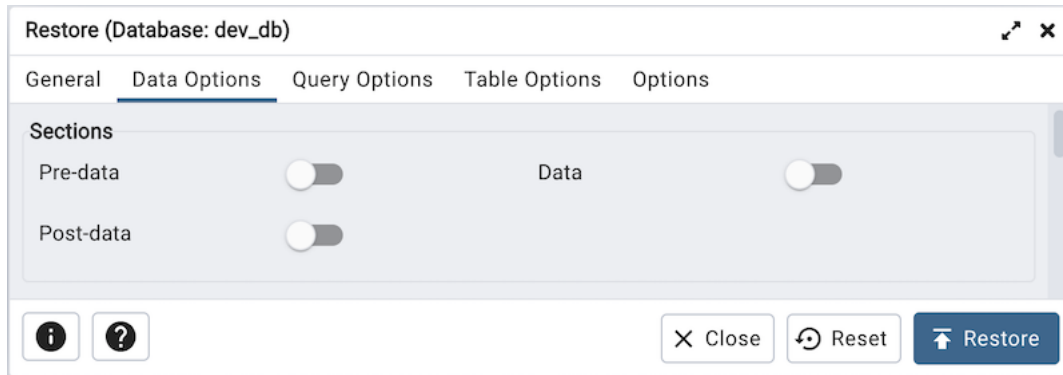 Restore (Database: dev_db)
General Data Options Query Options Table Options Options
Sections
Pre-data Data
Post-data
Close Reset Restore